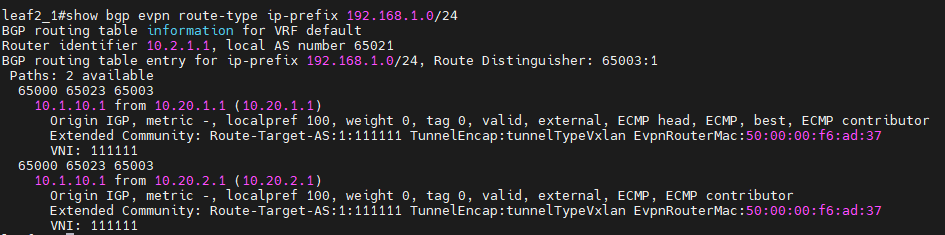 leaf2_1#show bgp evpn route-type ip-prefix 192.168.1.0/24
BGP routing table information for VRF default
Router identifier 10.2.1.1, local AS number 65021
BGP routing table entry for ip-prefix 192.168.1.0/24, Route Distinguisher: 65003:1
Paths: 2 available
65000 65023 65003
10.1.10.1 from 10.20.1.1 (10.20.1.1)
Origin IGP, metric -, localpref 100, weight 0, tag 0, valid, external, ECMP head, ECMP, best, ECMP contributor
Extended Community: Route-Target-AS:1:111111 TunnelEncap:tunnelTypeVxlan EvpnRouterMac:50:00:00:f6:ad:37
VNI: 111111
65000 65023 65003
10.1.10.1 from 10.20.2.1 (10.20.2.1)
Origin IGP, metric -, localpref 100, weight 0, tag 0, valid, external, ECMP, ECMP contributor
Extended Community: Route-Target-AS:1:111111 TunnelEncap:tunnelTypeVxlan EvpnRouterMac:50:00:00:f6:ad:37
VNI: 111111